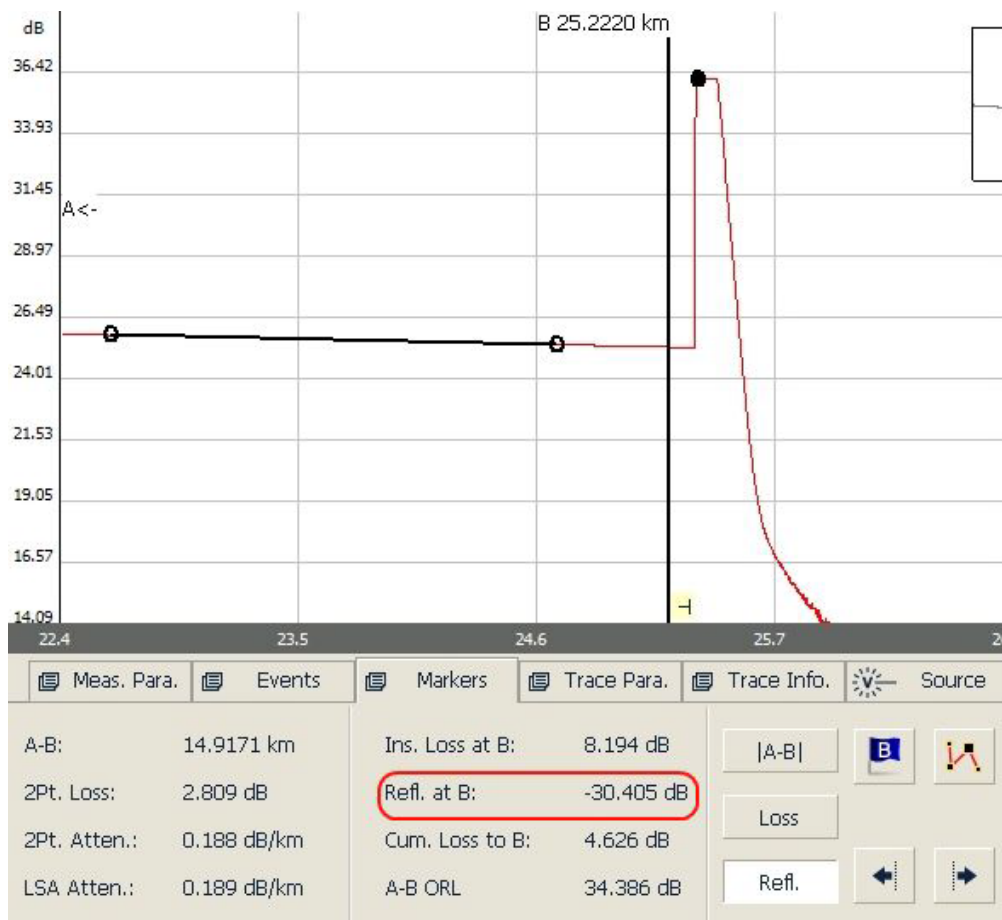 dB
B 25.2220 km
36.42
33.93
31.45
A<-
28.97
26.49
24.01
21.53
19.05
16.57
14.09
22.4 23.5 24.6 25.7
Meas. Para. Events Markers Trace Para. Trace Info. V Source
A-B: 14.9171 km Ins. Loss at B: 8.194 dB |A-B| B
2Pt. Loss: 2.809 dB Refl. at B: -30.405 dB
Loss
2Pt. Atten.: 0.188 dB/km Cum. Loss to B: 4.626 dB
LSA Atten.: 0.189 dB/km A-B ORL 34.386 dB Refl.